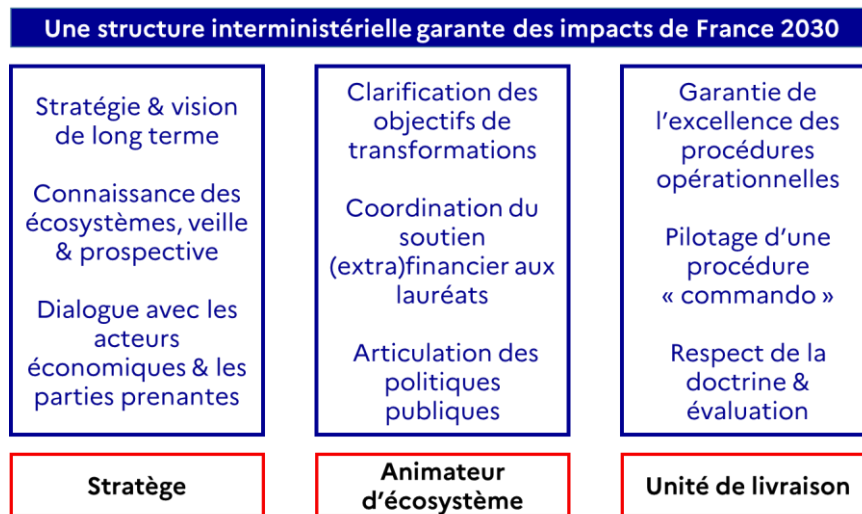 Une structure interministérielle garante des impacts de France 2030
Stratégie & vision
de long terme
Connaissance des
écosystèmes, veille
& prospective
Dialogue avec les
acteurs
économiques & les
parties prenantes
Stratège
Clarification des
objectifs de
transformations
Coordination du
soutien
(extra)financier aux
lauréats
Articulation des
politiques
publiques
Animateur
d’écosystème
Garantie de
l’excellence des
procédures
opérationnelles
Pilotage d’une
procédure
« commando »
Respect de la
doctrine &
évaluation
Unité de livraison